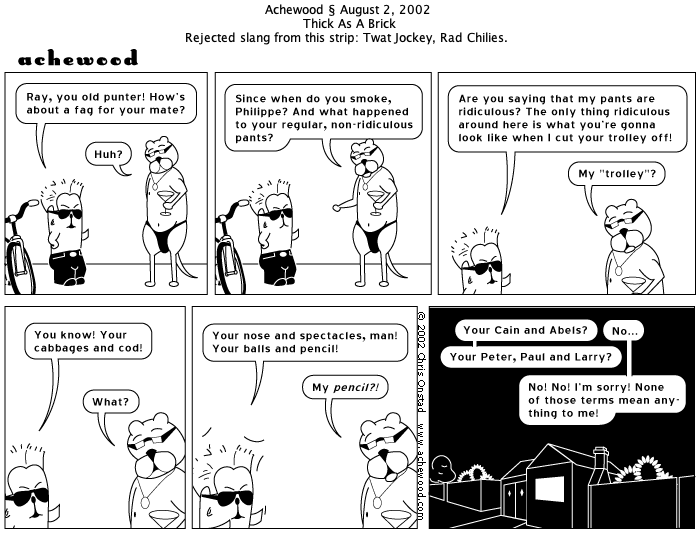 Achewood § August 2, 2002
Thick As A Brick
Rejected slang from this strip: Twat Jockey, Rad Chilies.
achewood
Ray, you old punter! How's
about a fag for your mate?
Huh?
Since when do you smoke,
Philippe? And what happened
to your regular, non-ridiculous
pants?
Are you saying that my pants are
ridiculous? The only thing ridiculous
around here is what you're gonna
look like when I cut your trolley off!
My "trolley"?
You know! Your
cabbages and cod!
What?
Your nose and spectacles, man!
Your balls and pencil!
My pencil?!
© 2002 Chris Onstad www.achewood.com
Your Cain and Abels?
No...
Your Peter, Paul and Larry?
No! No! I'm sorry! None
of those terms mean any-
thing to me!